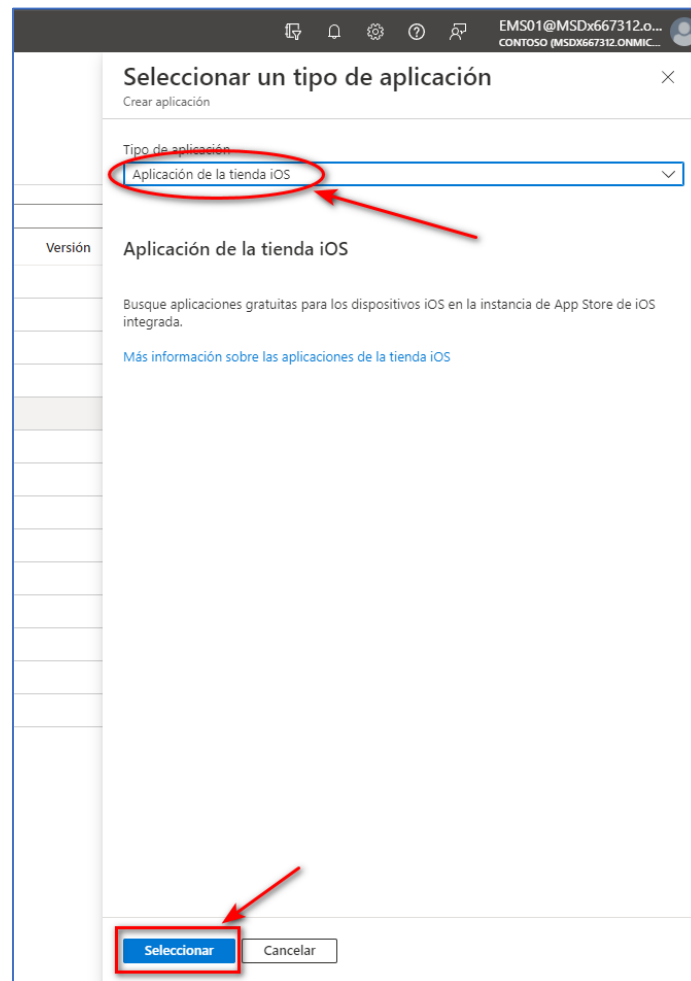 EMS01@MSDx667312.o...
CONTOSO (MSDX667312.ONMIC...
Seleccionar un tipo de aplicación
Crear aplicación
Tipo de aplicación
Aplicación de la tienda iOS
Versión
Aplicación de la tienda iOS
Busque aplicaciones gratuitas para los dispositivos iOS en la instancia de App Store de iOS
integrada.
Más información sobre las aplicaciones de la tienda iOS
Seleccionar
Cancelar